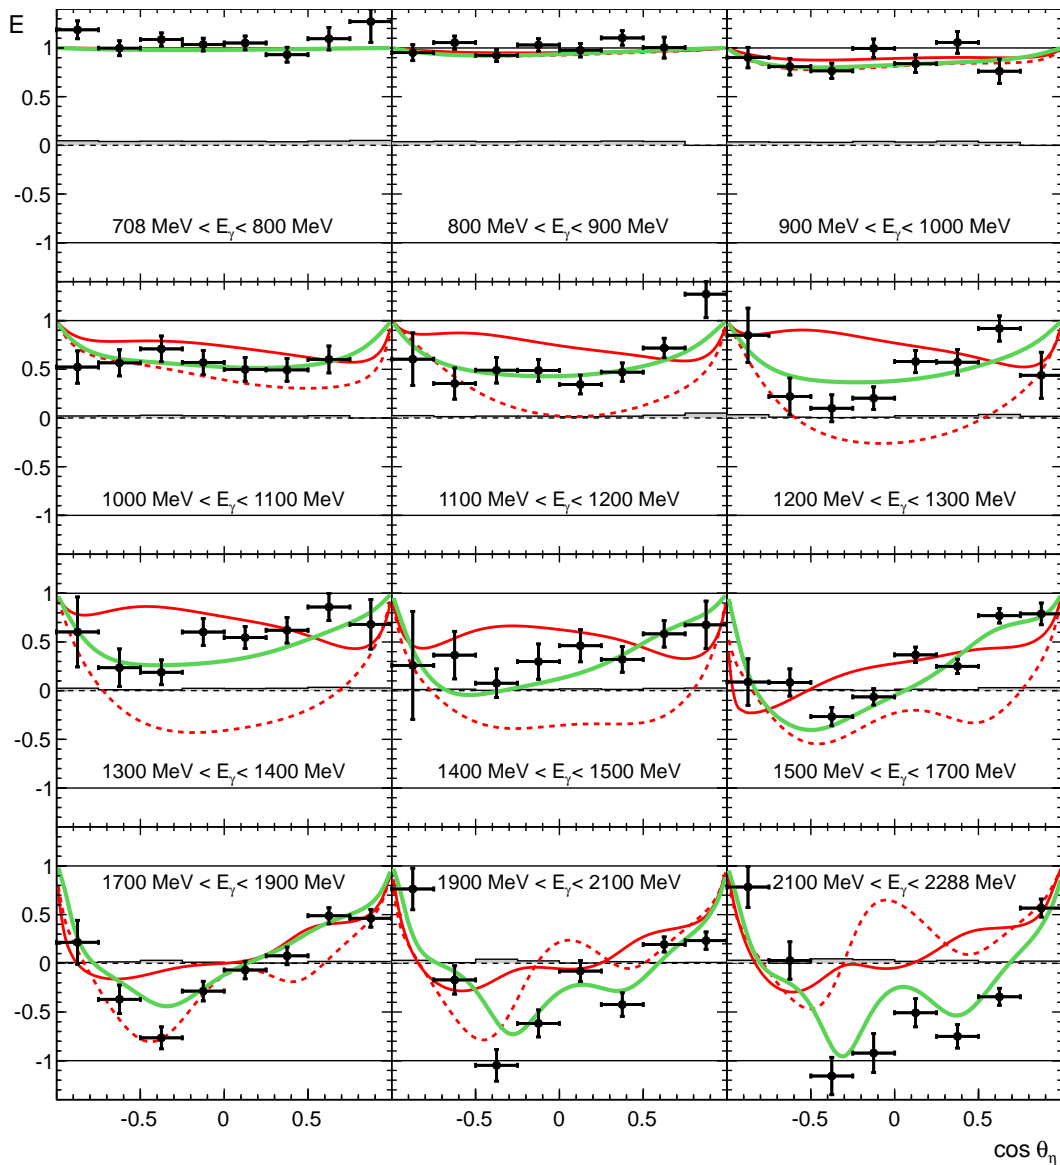 E
1
0.5
0
-0.5
-1
708 MeV < Eγ < 800 MeV
800 MeV < Eγ < 900 MeV
900 MeV < Eγ < 1000 MeV
1
0.5
0
-0.5
-1
1000 MeV < Eγ < 1100 MeV
1100 MeV < Eγ < 1200 MeV
1200 MeV < Eγ < 1300 MeV
1
0.5
0
-0.5
-1
1300 MeV < Eγ < 1400 MeV
1400 MeV < Eγ < 1500 MeV
1500 MeV < Eγ < 1700 MeV
1
0.5
0
-0.5
-1
1700 MeV < Eγ < 1900 MeV
1900 MeV < Eγ < 2100 MeV
2100 MeV < Eγ < 2288 MeV
-0.5 0 0.5 -0.5 0 0.5 -0.5 0 0.5
cos θη